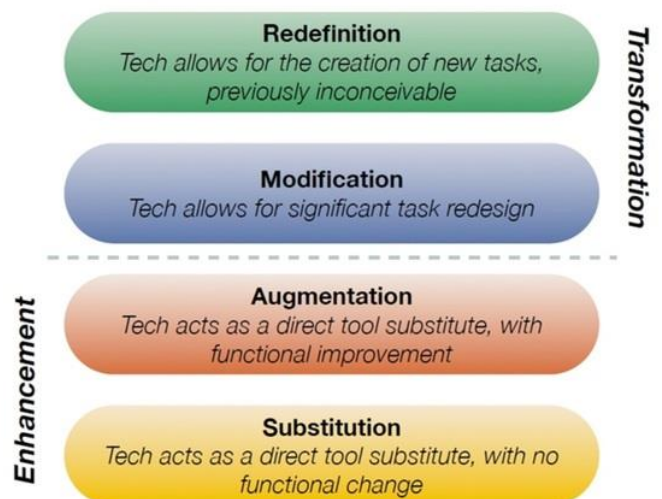 Redefinition
Tech allows for the creation of new tasks,
previously inconceivable
Transformation
Modification
Tech allows for significant task redesign
Augmentation
Tech acts as a direct tool substitute, with
functional improvement
Enhancement
Substitution
Tech acts as a direct tool substitute, with no
functional change